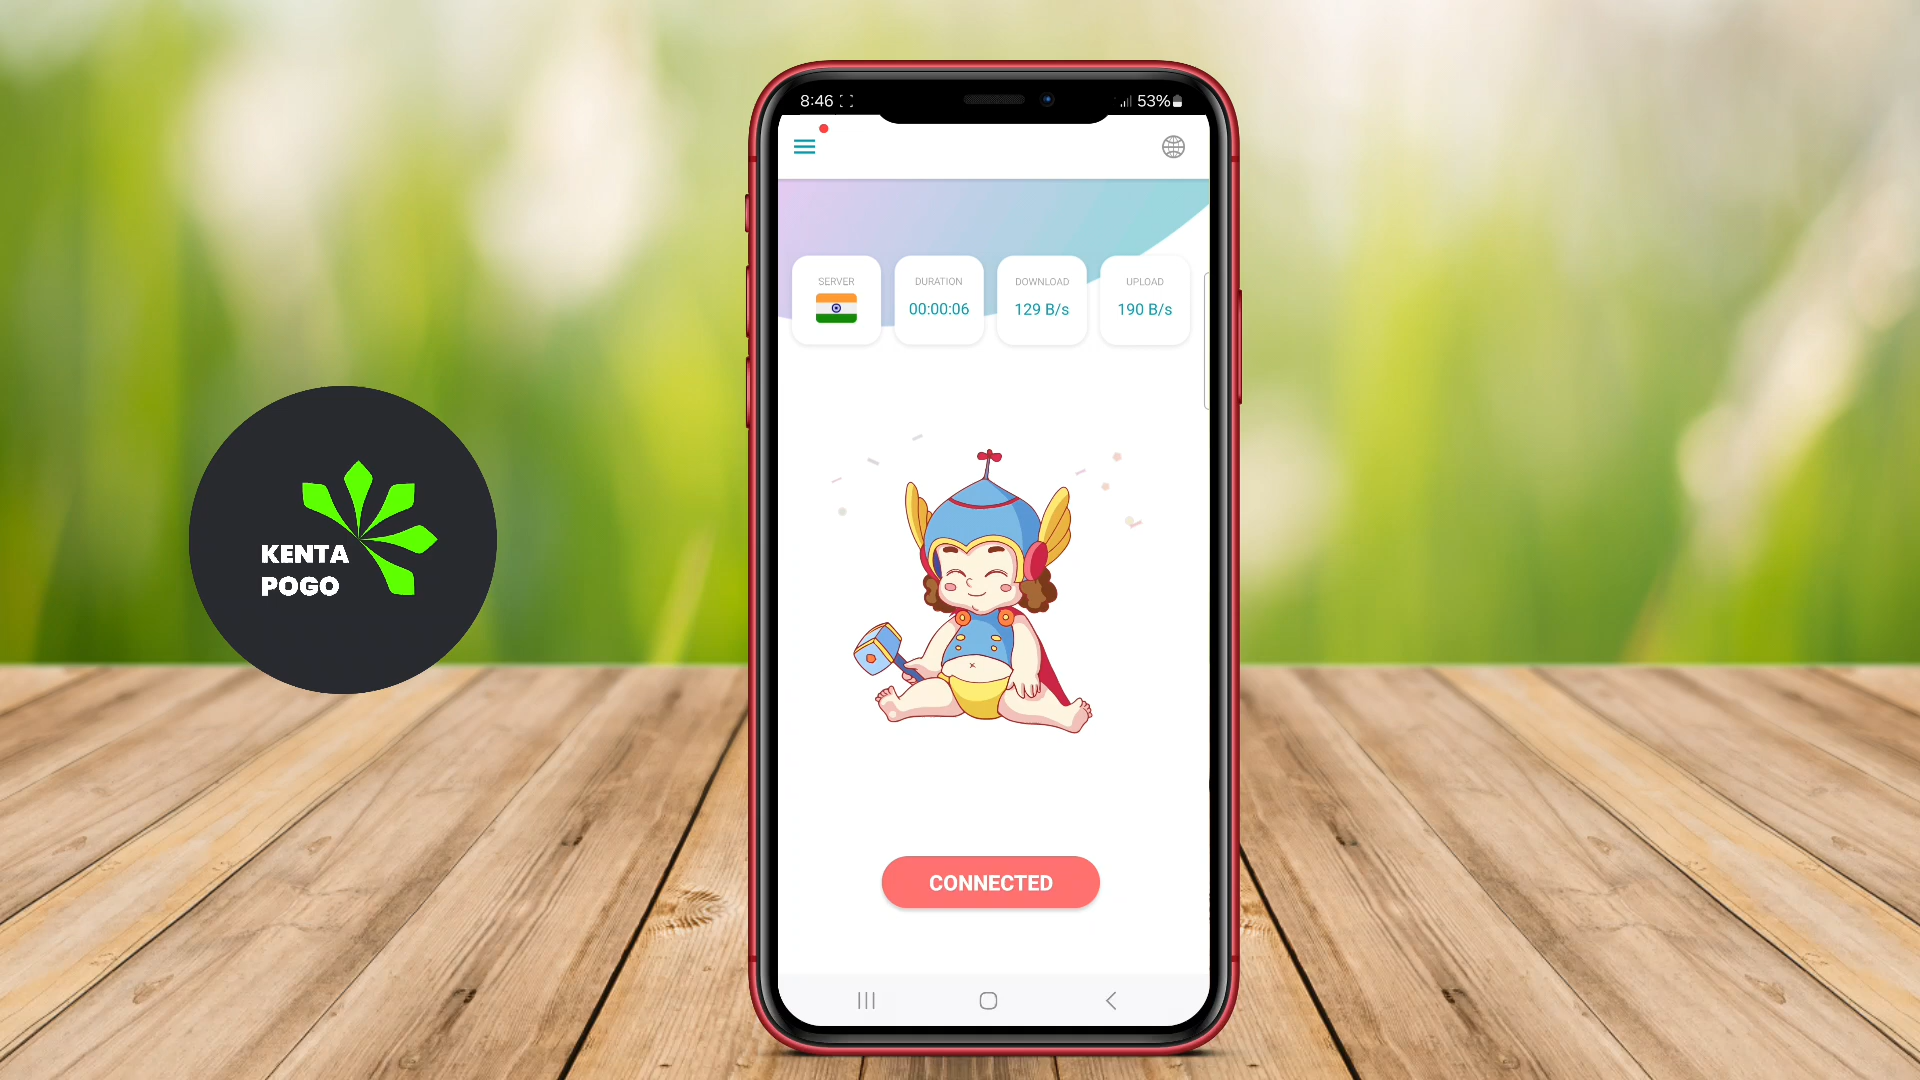 KENTA
POGO
8:46
53%
SERVER
DURATION
00:00:06
DOWNLOAD
129 B/s
UPLOAD
190 B/s
CONNECTED